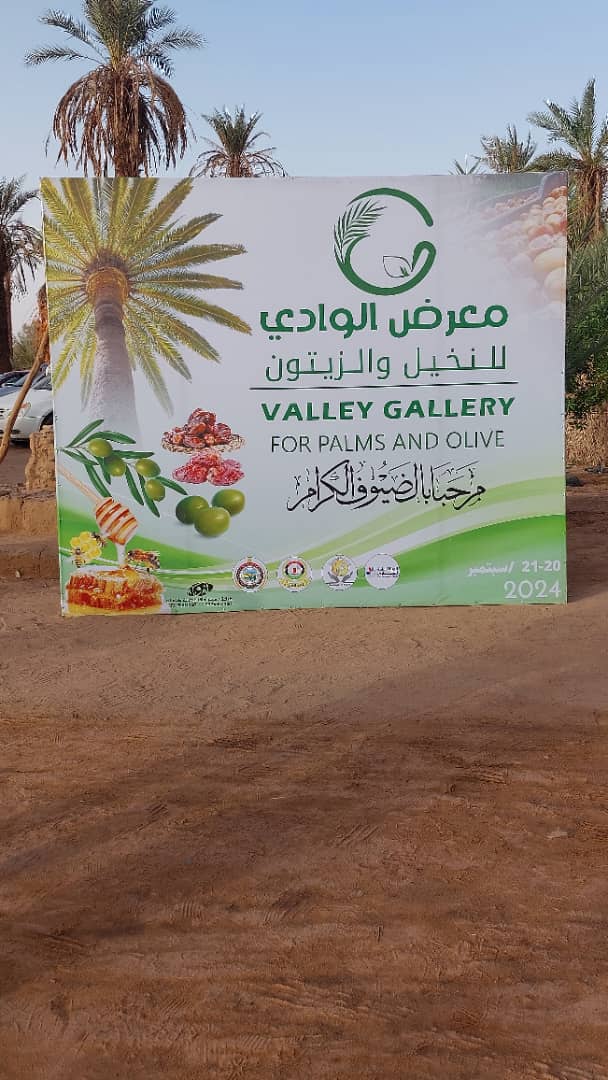 معرض الوادي
للنخيل والزيتون
VALLEY GALLERY
FOR PALMS AND OLIVE
مرحبا بالضيوف الكرام
21-20 /سبتمبر
2024